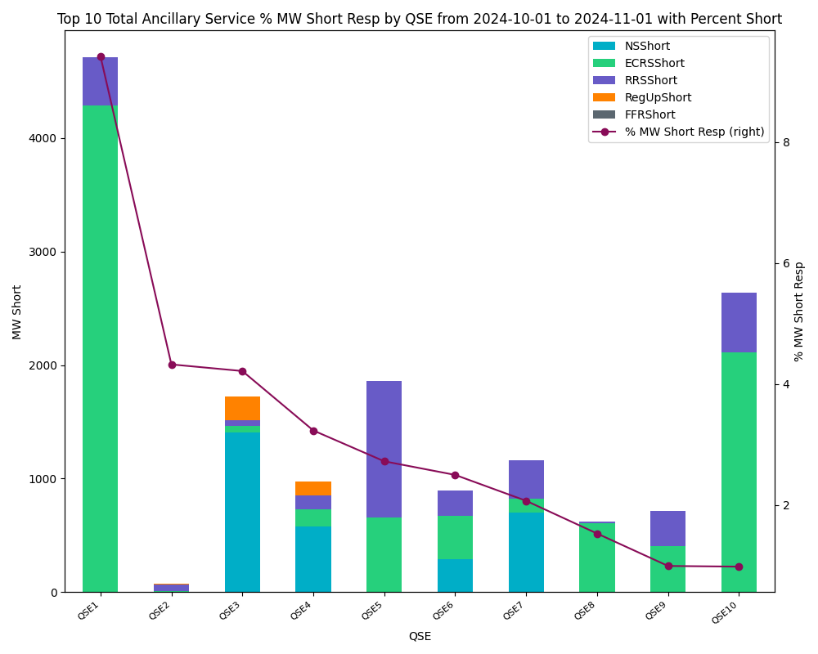 Top 10 Total Ancillary Service % MW Short Resp by QSE from 2024-10-01 to 2024-11-01 with Percent Short
NSShort
ECRSShort
RRSShort
RegUpShort
FFRShort
% MW Short Resp (right)
MW Short
4000
3000
2000
1000
0
8
6
4
2
% MW Short Resp
QSE1
QSE2
QSE3
QSE4
QSE5
QSE6
QSE7
QSE8
QSE9
QSE10
QSE